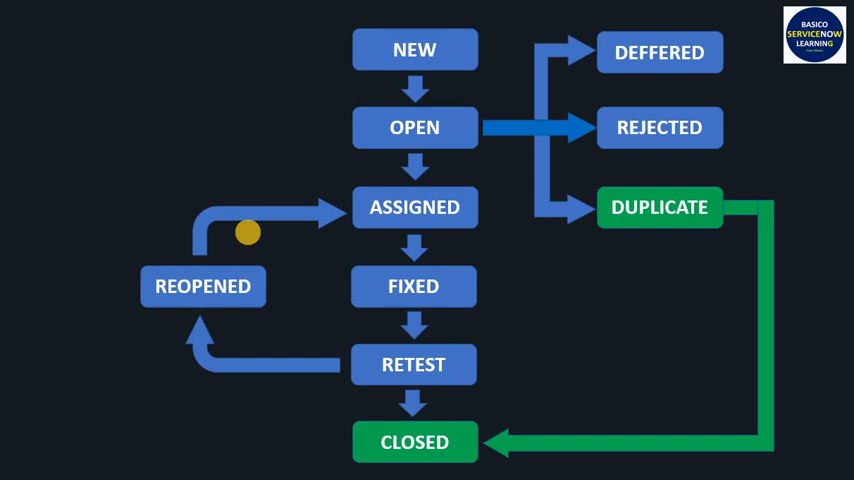 NEW
OPEN
ASSIGNED
FIXED
RETEST
CLOSED
REOPENED
DEFFERED
REJECTED
DUPLICATE
BASICO
SERVICENOW
LEARNING